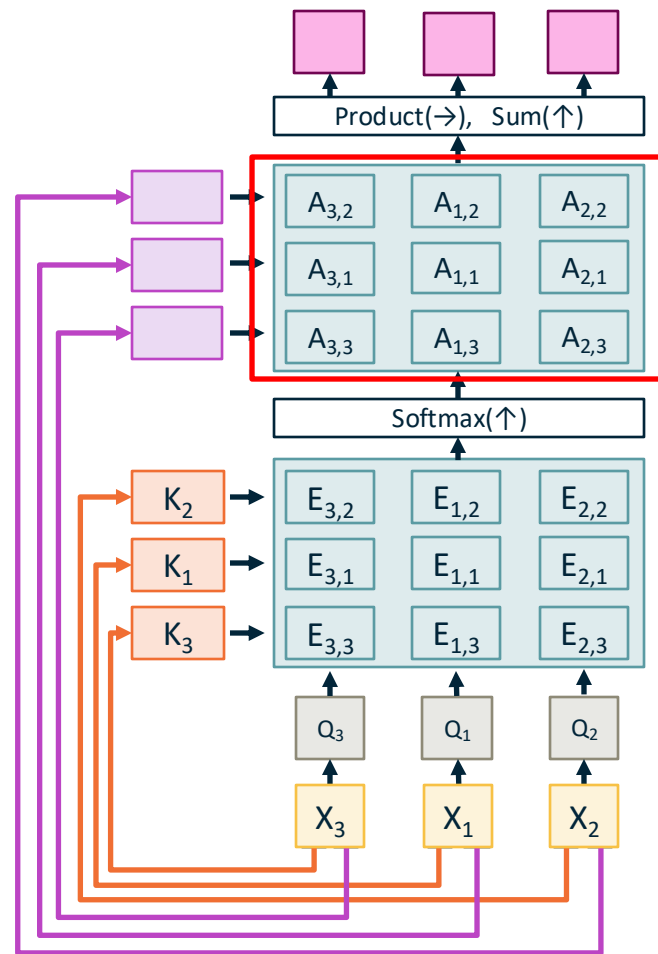 Product(→), Sum(↑)
A₃,₂ A₁,₂ A₂,₂
A₃,₁ A₁,₁ A₂,₁
A₃,₃ A₁,₃ A₂,₃
Softmax(↑)
K₂ E₃,₂ E₁,₂ E₂,₂
K₁ E₃,₁ E₁,₁ E₂,₁
K₃ E₃,₃ E₁,₃ E₂,₃
Q₃ Q₁ Q₂
X₃ X₁ X₂